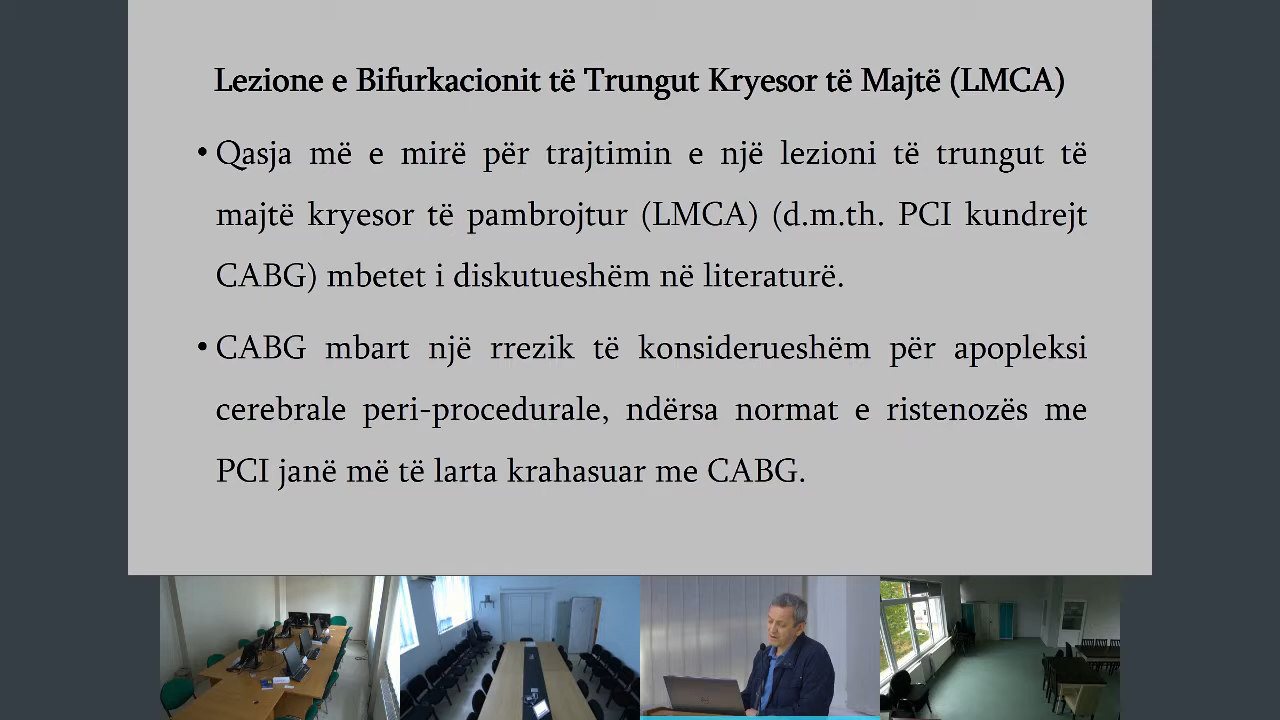 Lezione e Bifurkacionit të Trungut Kryesor të Majtë (LMCA)
• Qasja më e mirë për trajtimin e një lezioni të trungut të
majtë kryesor të pambrojtur (LMCA) (d.m.th. PCI kundrejt
CABG) mbetet i diskutueshëm në literaturë.
• CABG mbart një rrezik të konsiderueshëm për apopleksi
cerebrale peri-procedurale, ndërsa normat e ristenozës me
PCI janë më të larta krahasuar me CABG.